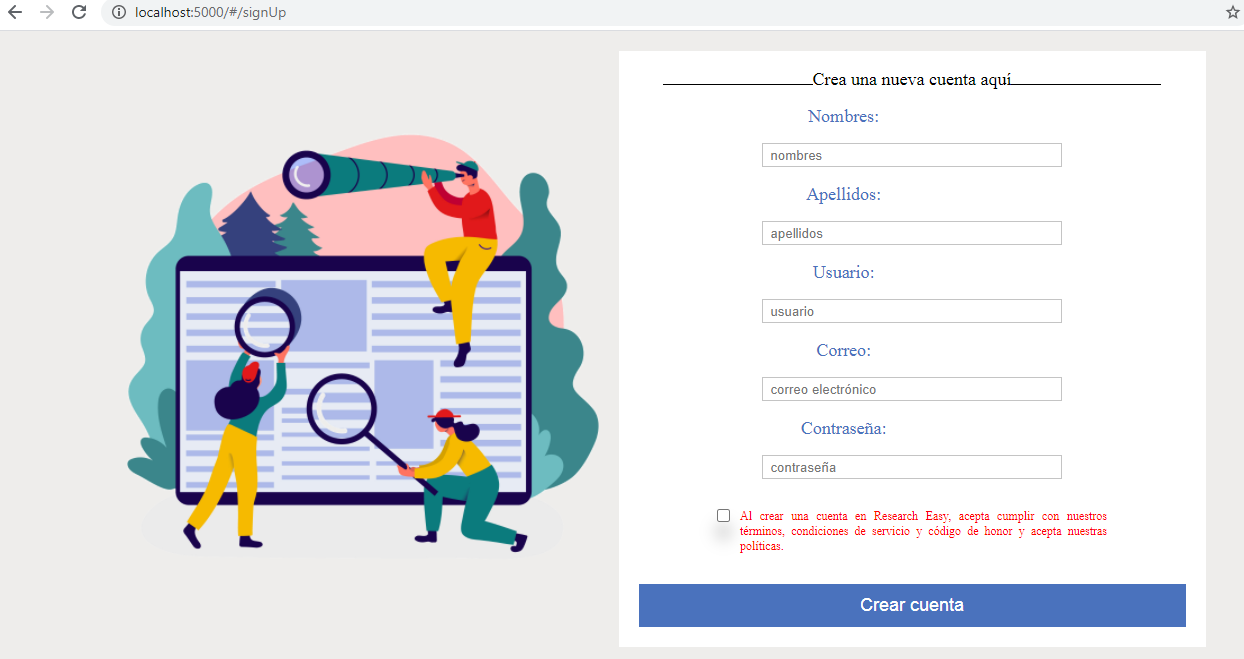 localhost:5000/#/signUp
Crea una nueva cuenta aquí
Nombres:
nombres
Apellidos:
apellidos
Usuario:
usuario
Correo:
correo electrónico
Contraseña:
contraseña
Al crear una cuenta en Research Easy, acepta cumplir con nuestros
términos, condiciones de servicio y código de honor y acepta nuestras
políticas.
Crear cuenta